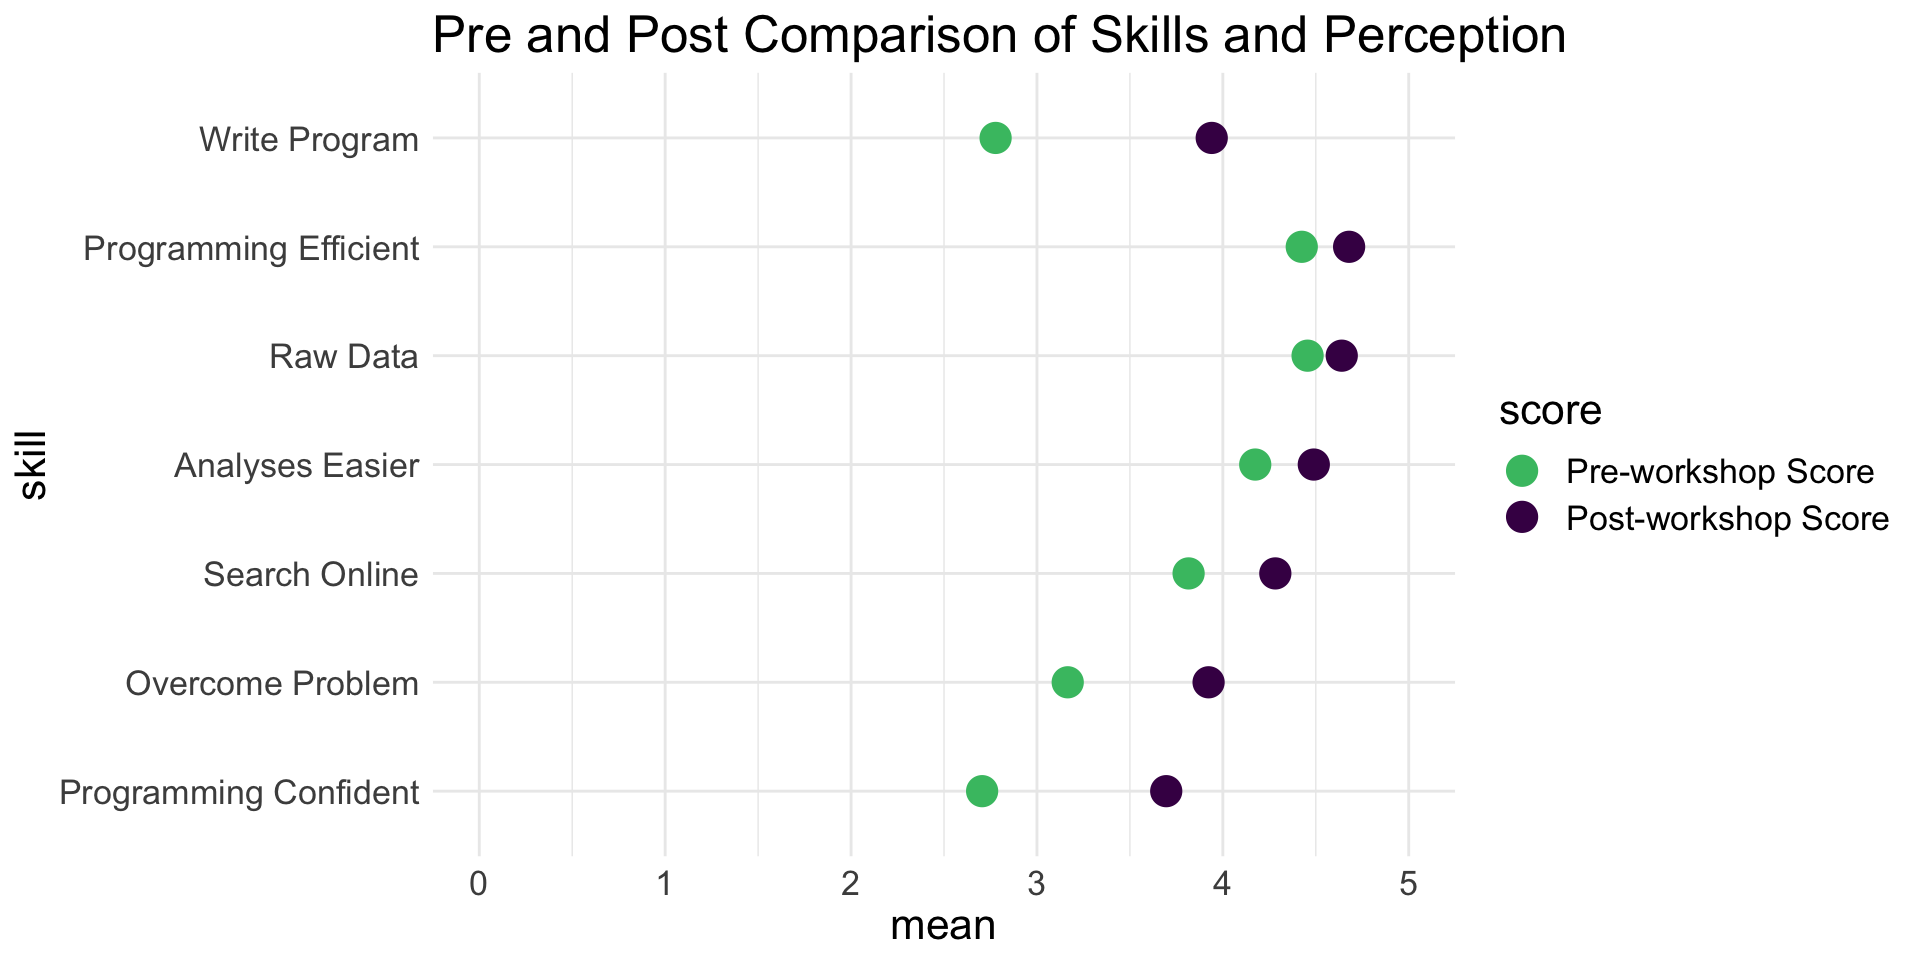 Pre and Post Comparison of Skills and Perception
Write Program
Programming Efficient
Raw Data
Analyses Easier
Search Online
Overcome Problem
Programming Confident
skill
0 1 2 3 4 5
mean
score
Pre-workshop Score
Post-workshop Score